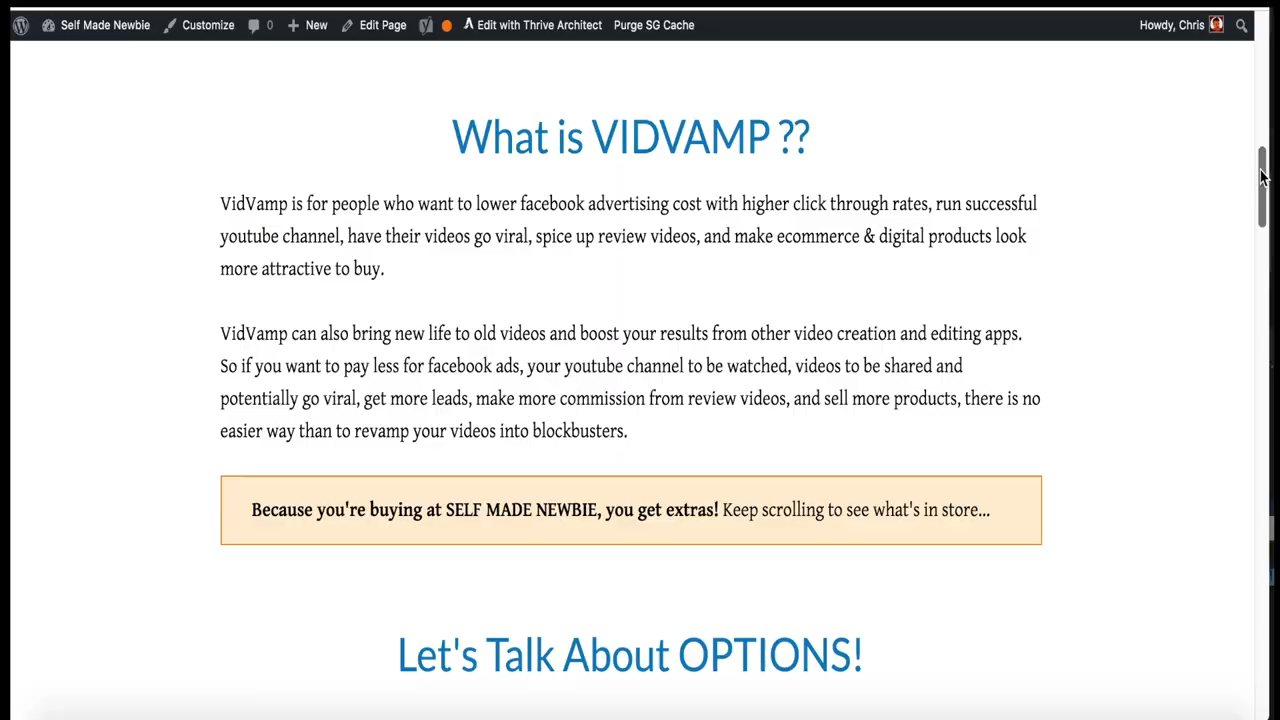 Self Made Newbie Customize 0 New Edit Page Edit with Thrive Architect Purge SG Cache Howdy, Chris
What is VIDVAMP ??
VidVamp is for people who want to lower facebook advertising cost with higher click through rates, run successful
youtube channel, have their videos go viral, spice up review videos, and make ecommerce & digital products look
more attractive to buy.
VidVamp can also bring new life to old videos and boost your results from other video creation and editing apps.
So if you want to pay less for facebook ads, your youtube channel to be watched, videos to be shared and
potentially go viral, get more leads, make more commission from review videos, and sell more products, there is no
easier way than to revamp your videos into blockbusters.
Because you're buying at SELF MADE NEWBIE, you get extras! Keep scrolling to see what's in store...
Let's Talk About OPTIONS!